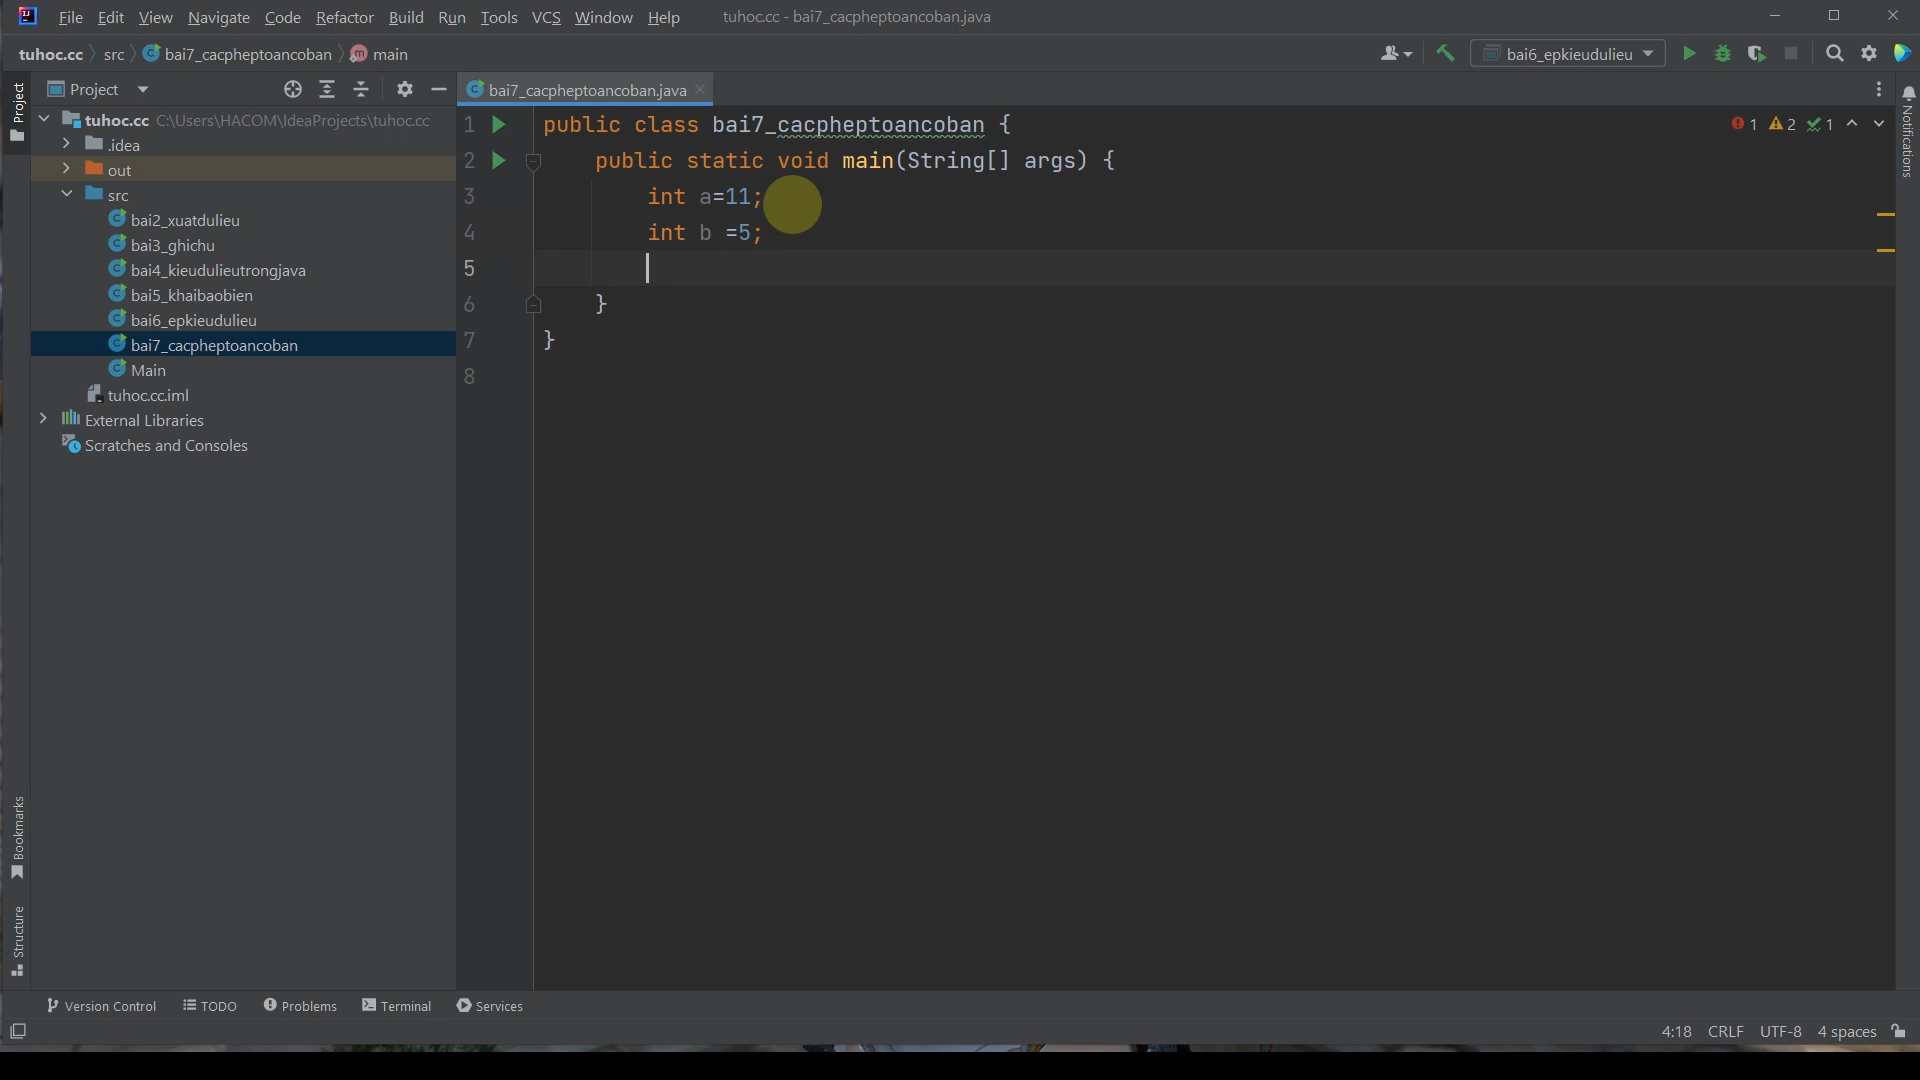 File Edit View Navigate Code Refactor Build Run Tools VCS Window Help tuhoc.cc - bai7_cacpheptoancoban.java
tuhoc.cc src bai7_cacpheptoancoban main bai6_epkieudulieu
Project bai7_cacpheptoancoban.java
Project
tuhoc.cc C:\Users\HACOM\IdeaProjects\tuhoc.cc
.idea
out
src
bai2_xuatdulieu
bai3_ghichu
bai4_kieudulieutrongjava
bai5_khaibaobien
bai6_epkieudulieu
bai7_cacpheptoancoban
Main
tuhoc.cc.iml
External Libraries
Scratches and Consoles
1 public class bai7_cacpheptoancoban {
2 public static void main(String[] args) {
3 int a=11;
4 int b =5;
5
6 }
7 }
8
1 2 1
Notifications
Bookmarks
Structure
Version Control TODO Problems Terminal Services
4:18 CRLF UTF-8 4 spaces